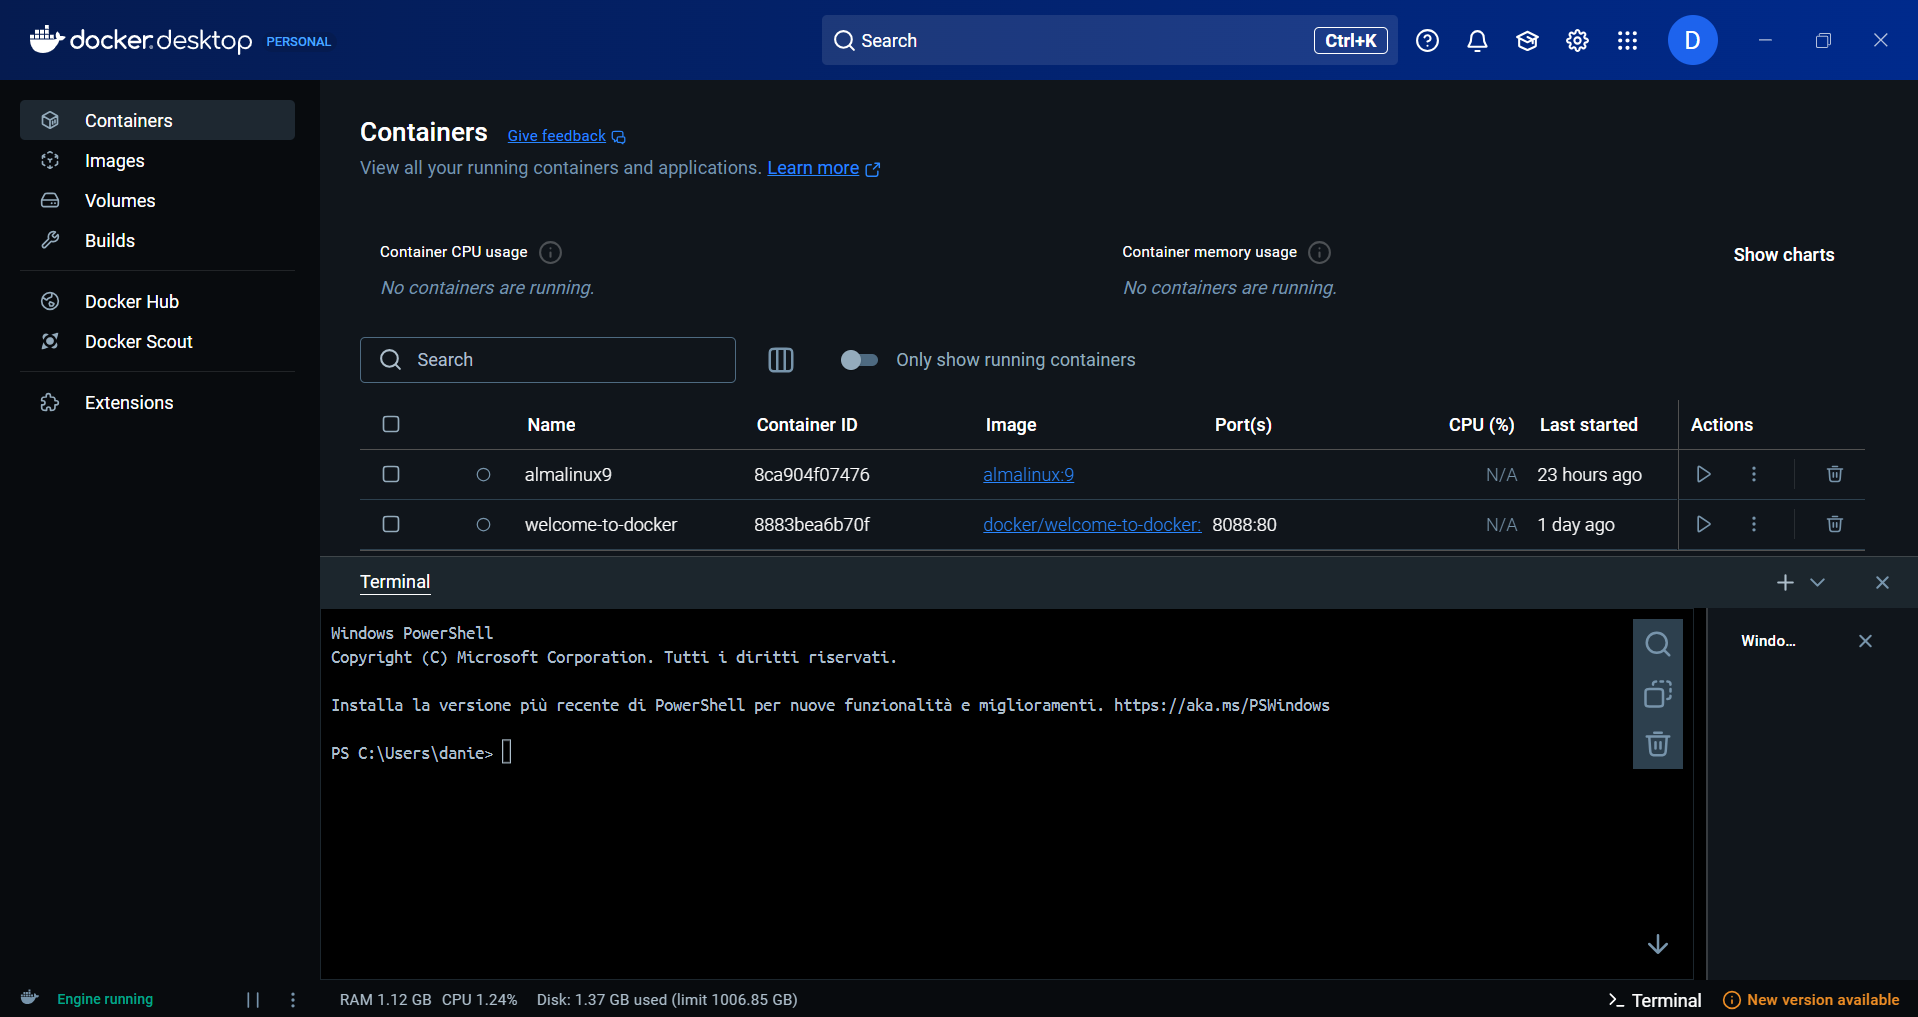 docker.desktop PERSONAL
Search Ctrl+K
D
Containers
Images
Volumes
Builds
Docker Hub
Docker Scout
Extensions
Containers Give feedback
View all your running containers and applications. Learn more
Container CPU usage
No containers are running.
Container memory usage
No containers are running.
Show charts
Search
Only show running containers
Name Container ID Image Port(s) CPU (%) Last started Actions
almalinux9 8ca904f07476 almalinux:9 N/A 23 hours ago
welcome-to-docker 8883bea6b70f docker/welcome-to-docker: 8088:80 N/A 1 day ago
Terminal
Windows PowerShell
Copyright (C) Microsoft Corporation. Tutti i diritti riservati.
Installa la versione più recente di PowerShell per nuove funzionalità e miglioramenti. https://aka.ms/PSWindows
PS C:\Users\danie>
Windo...
Engine running
RAM 1.12 GB CPU 1.24% Disk: 1.37 GB used (limit 1006.85 GB)
Terminal
New version available